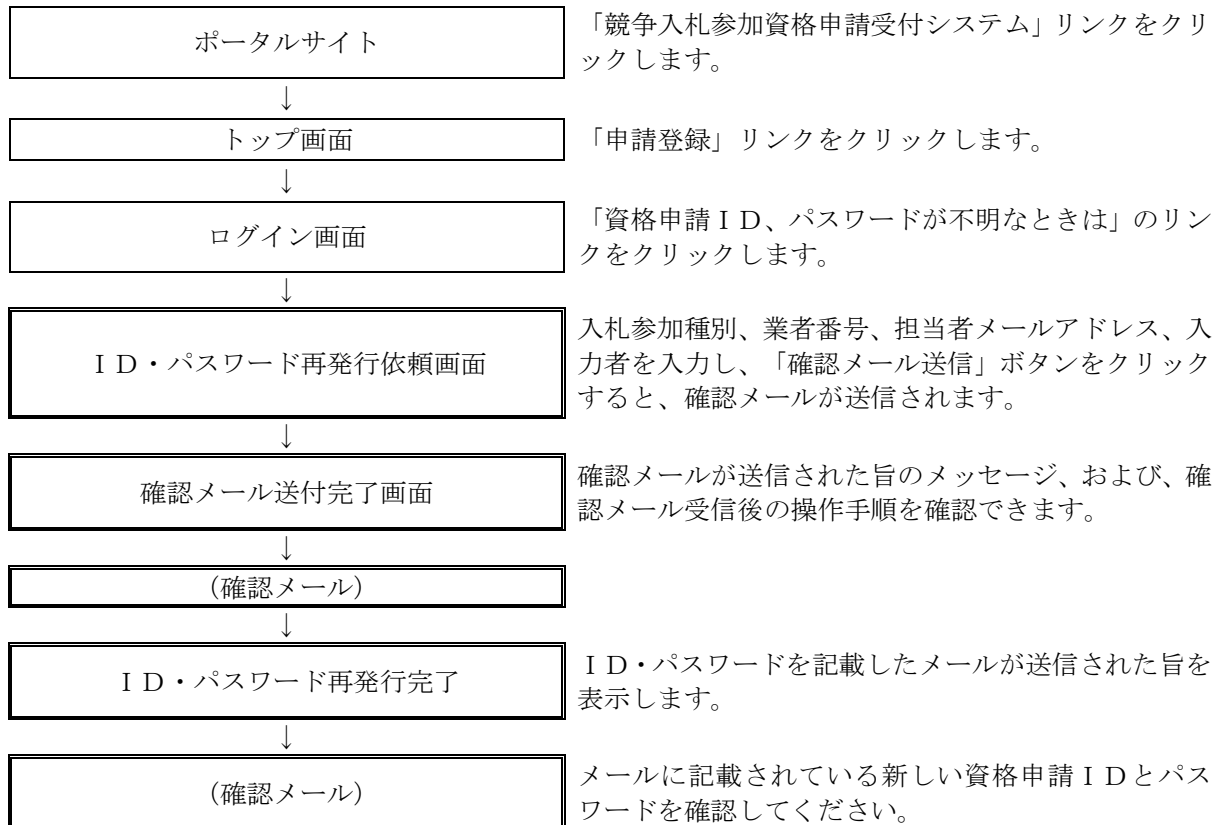 ポータルサイト
「競争入札参加資格申請受付システム」リンクをクリ
ックします。
↓
トップ画面
「申請登録」リンクをクリックします。
↓
ログイン画面
「資格申請ＩＤ、パスワードが不明なときは」のリン
クをクリックします。
↓
ＩＤ・パスワード再発行依頼画面
入札参加種別、業者番号、担当者メールアドレス、入
力者を入力し、「確認メール送信」ボタンをクリック
すると、確認メールが送信されます。
↓
確認メール送付完了画面
確認メールが送信された旨のメッセージ、および、確
認メール受信後の操作手順を確認できます。
↓
（確認メール）
↓
ＩＤ・パスワード再発行完了
ＩＤ・パスワードを記載したメールが送信された旨を
表示します。
↓
（確認メール）
メールに記載されている新しい資格申請ＩＤとパス
ワードを確認してください。